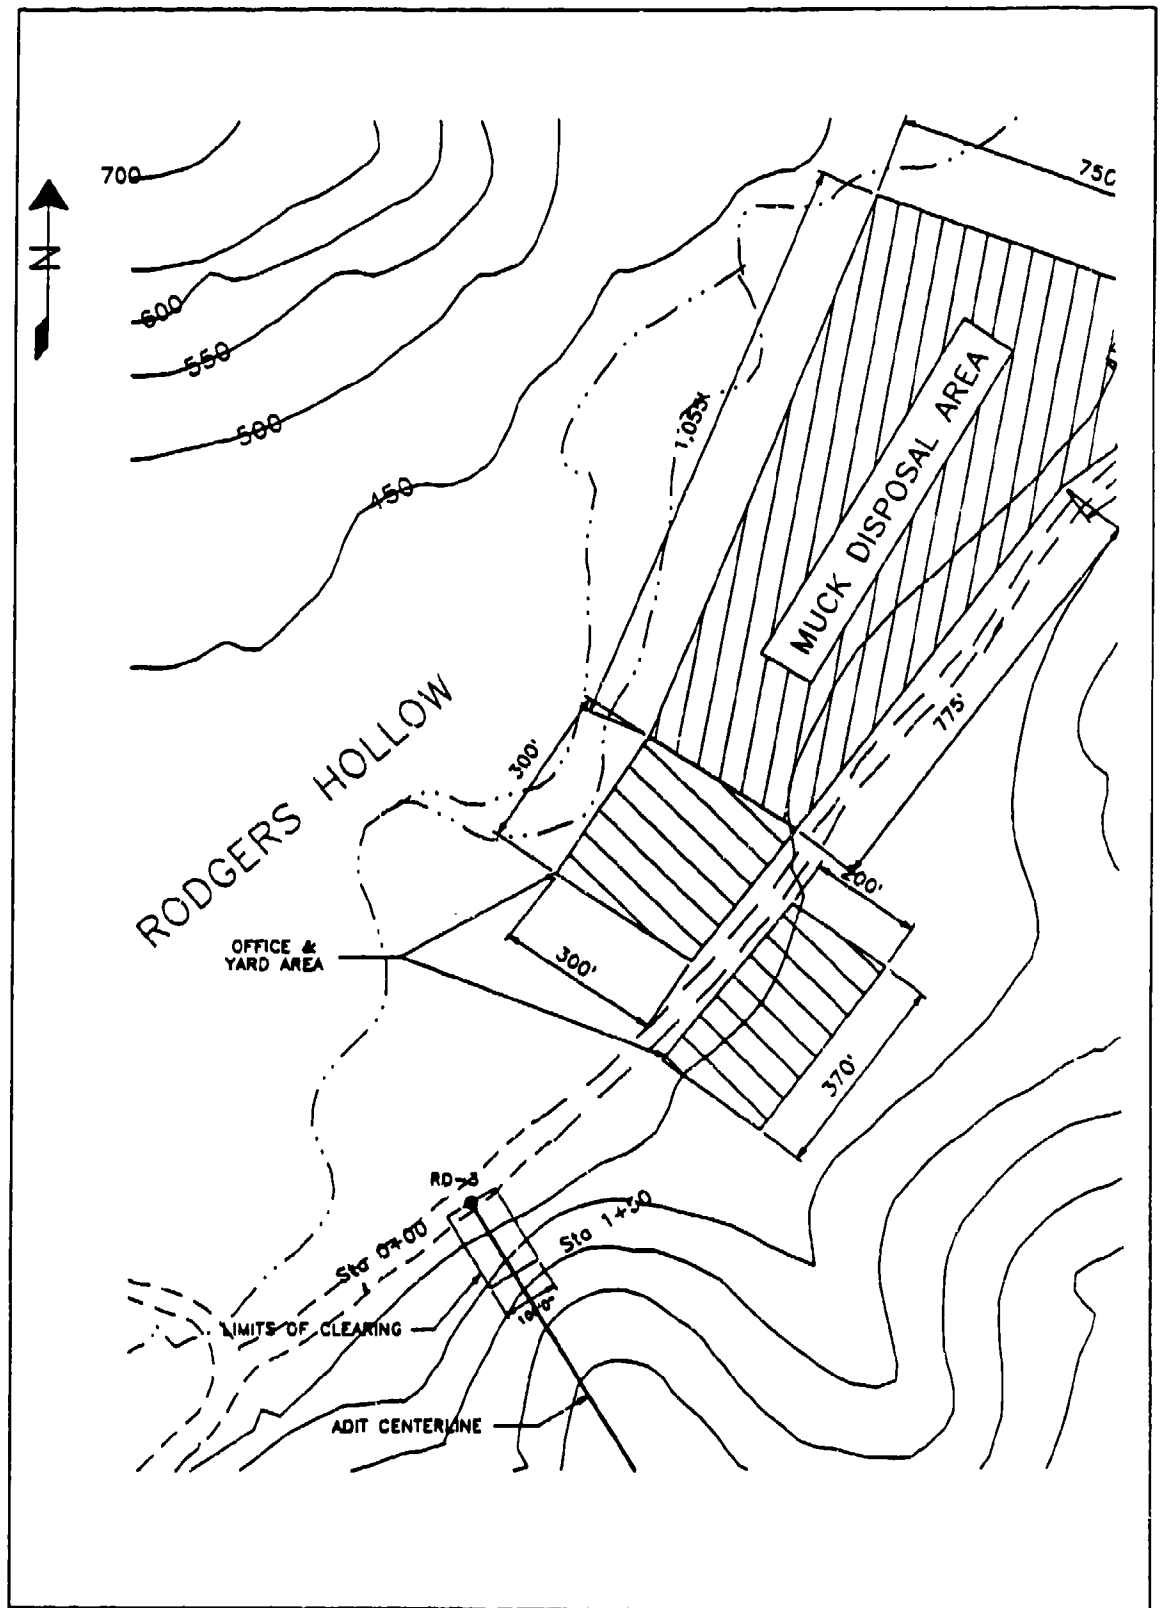 700
750
N
600
550
500
1,055'
450
MUCK DISPOSAL AREA
775'
RODGERS HOLLOW
300'
200'
OFFICE &
YARD AREA
300'
370'
RD-3
Sta 0+00
Sta 1+50
LIMITS OF CLEARING
ADIT CENTERLINE